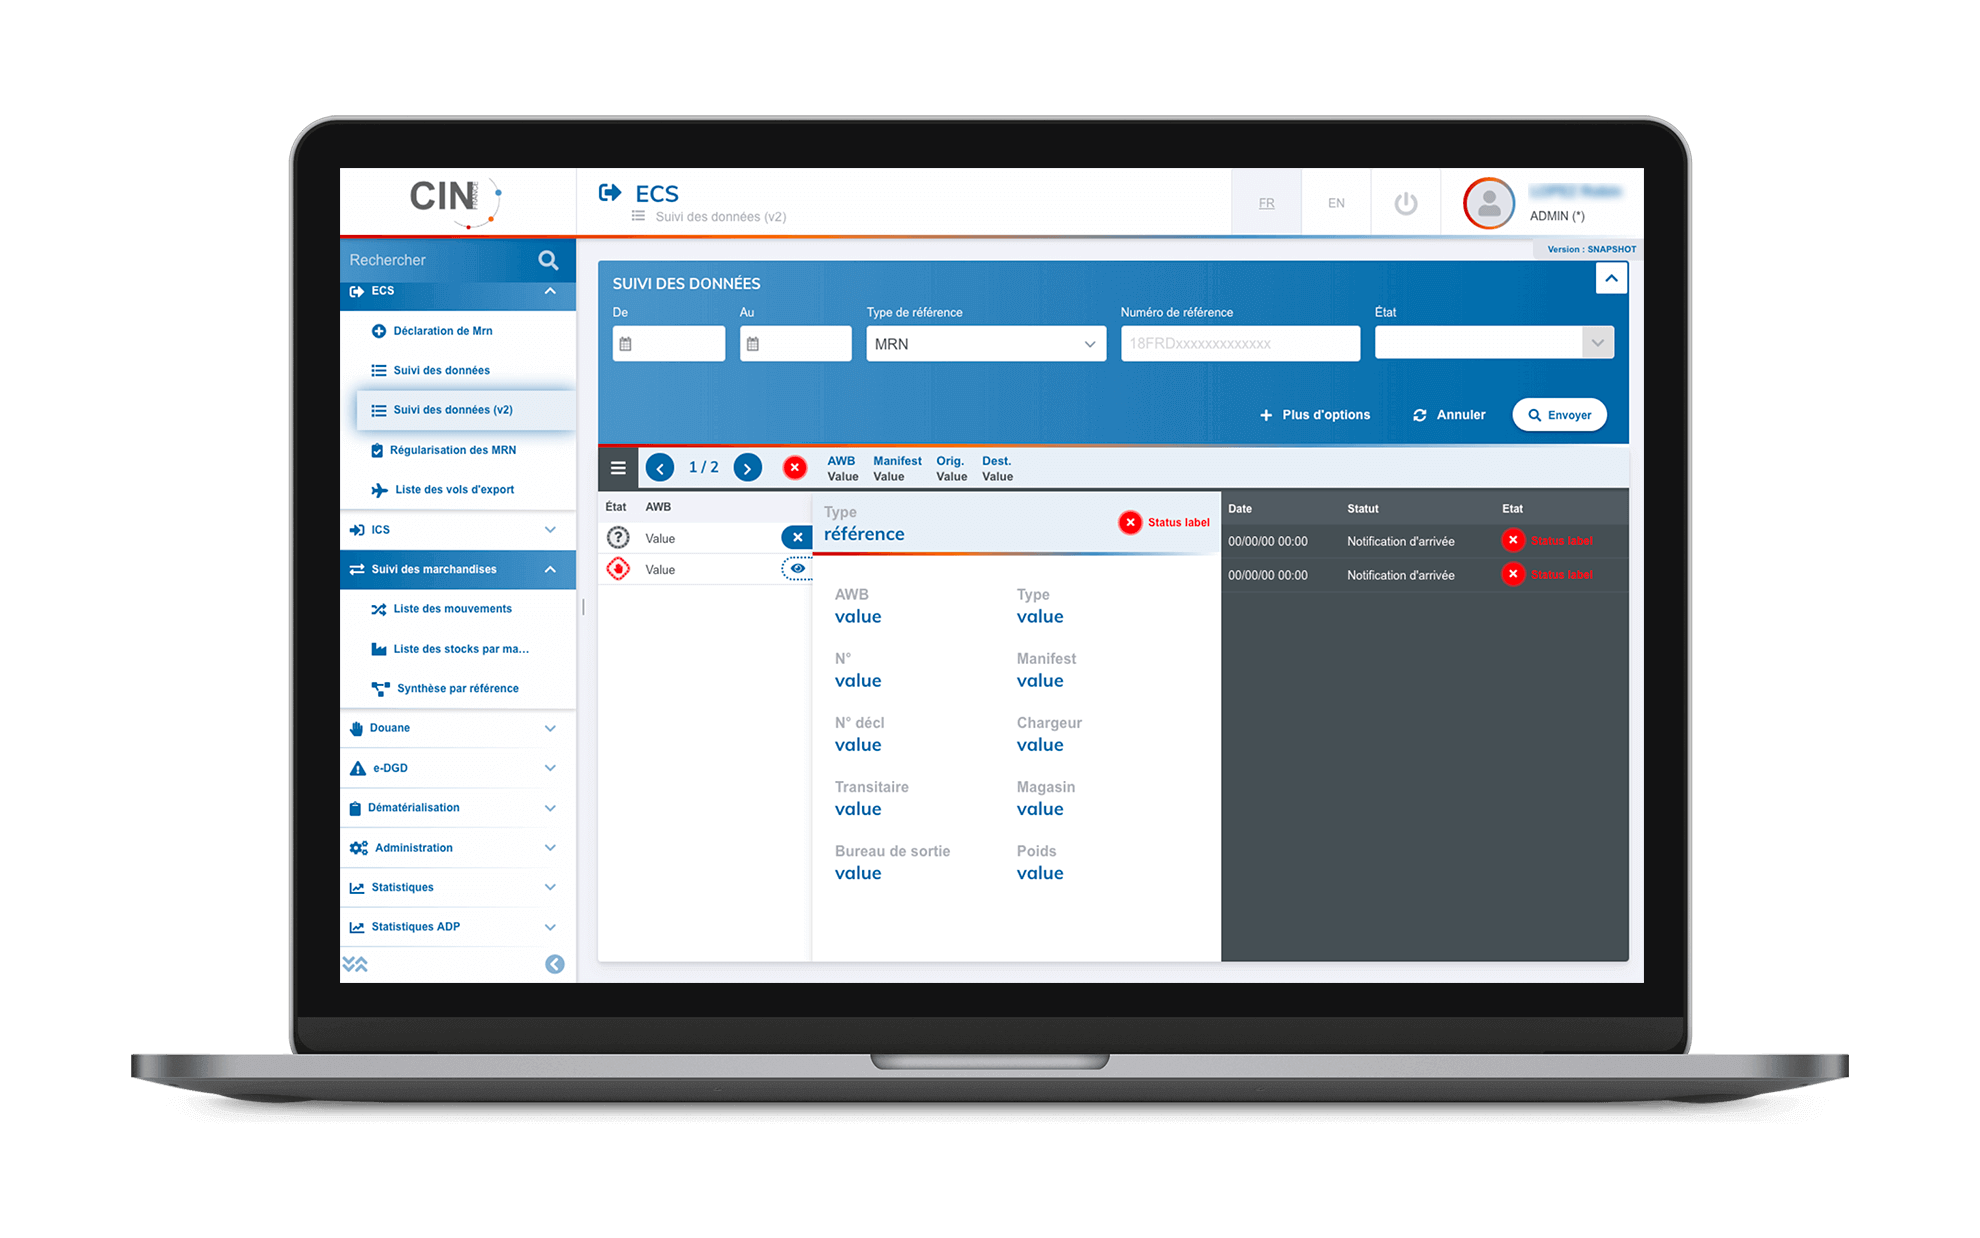 CIN FRANCE
ECS
Suivi des données (v2)
FR
EN
ADMIN (*)
Version : SNAPSHOT
Rechercher
ECS
Déclaration de Mrn
Suivi des données
Suivi des données (v2)
Régularisation des MRN
Liste des vols d'export
ICS
Suivi des marchandises
Liste des mouvements
Liste des stocks par ma...
Synthèse par référence
Douane
e-DGD
Dématérialisation
Administration
Statistiques
Statistiques ADP
SUIVI DES DONNÉES
De
Au
Type de référence
Numéro de référence
État
MRN
18FRDxxxxxxxxxxxxx
Plus d'options
Annuler
Envoyer
1 / 2
AWB Manifest Orig. Dest.
Value Value Value Value
État AWB
Value
Value
Type
référence
Status label
AWB Type
value value
N° Manifest
value value
N° décl Chargeur
value value
Transitaire Magasin
value value
Bureau de sortie Poids
value value
Date Statut Etat
00/00/00 00:00 Notification d'arrivée Status label
00/00/00 00:00 Notification d'arrivée Status label